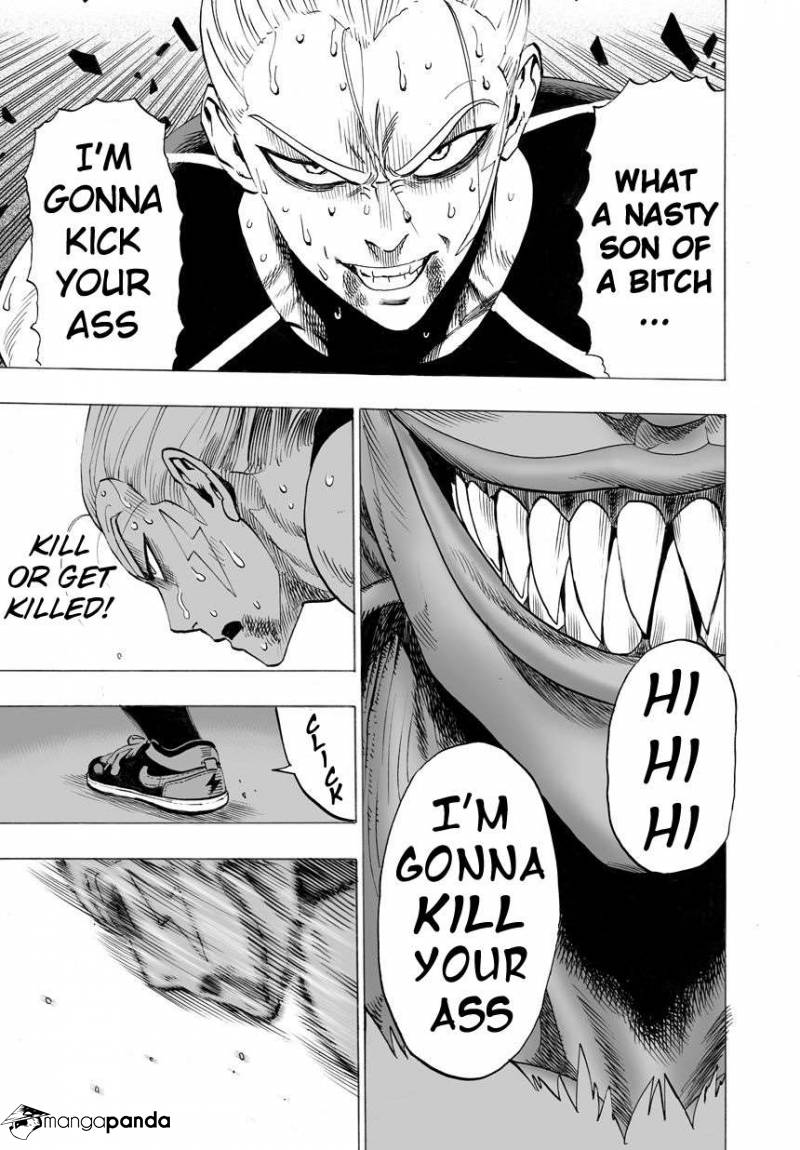 WHAT
A NASTY
SON OF
A BITCH
...
I'M
GONNA
KICK
YOUR
ASS
HI
HI
HI
I'M
GONNA
KILL
YOUR
ASS
KILL
OR GET
KILLED!
CLICK
mangapanda